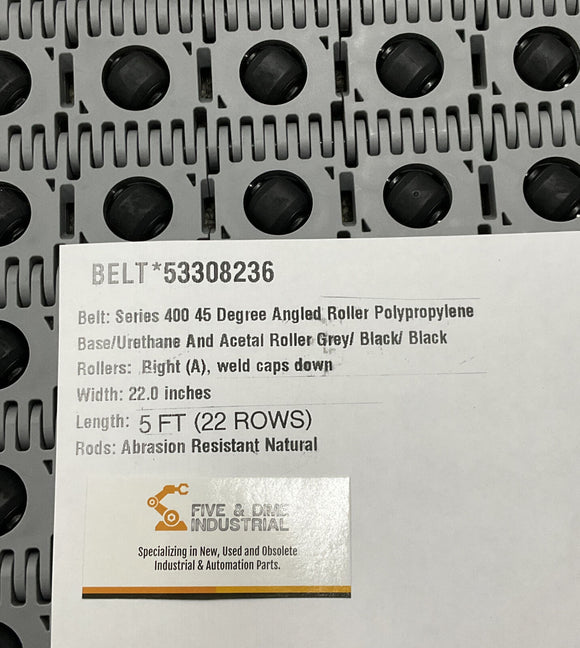 BELT*53308236
Belt: Series 400 45 Degree Angled Roller Polypropylene
Base/Urethane And Acetal Roller Grey/ Black/ Black
Rollers: Right (A), weld caps down
Width: 22.0 inches
Length: 5 FT (22 ROWS)
Rods: Abrasion Resistant Natural
FIVE & DIME
INDUSTRIAL
Specializing in New, Used and Obsolete
Industrial & Automation Parts.